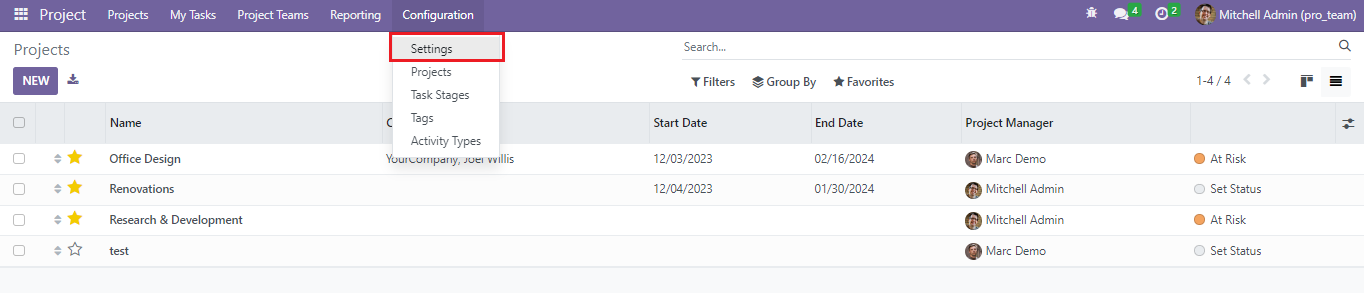 Project Projects My Tasks Project Teams Reporting Configuration 4 2 Mitchell Admin (pro_team)
Projects Settings Search...
NEW Projects Filters Group By Favorites 1-4 / 4
Task Stages
Tags
Name Start Date End Date Project Manager
Activity Types
Office Design YourCompany, Joel Willis 12/03/2023 02/16/2024 Marc Demo At Risk
Renovations 12/04/2023 01/30/2024 Mitchell Admin Set Status
Research & Development Mitchell Admin At Risk
test Marc Demo Set Status